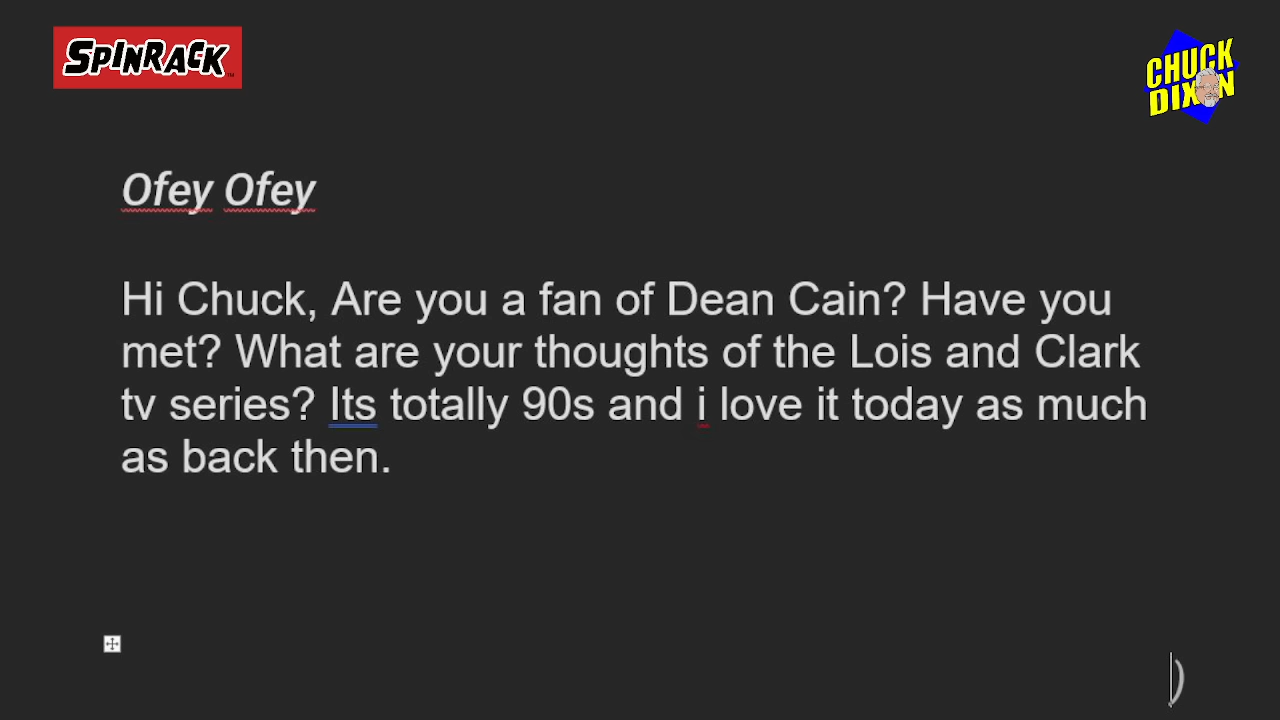 SPINRACK
CHUCK
DIXON
Ofey Ofey
Hi Chuck, Are you a fan of Dean Cain? Have you
met? What are your thoughts of the Lois and Clark
tv series? Its totally 90s and i love it today as much
as back then.
)